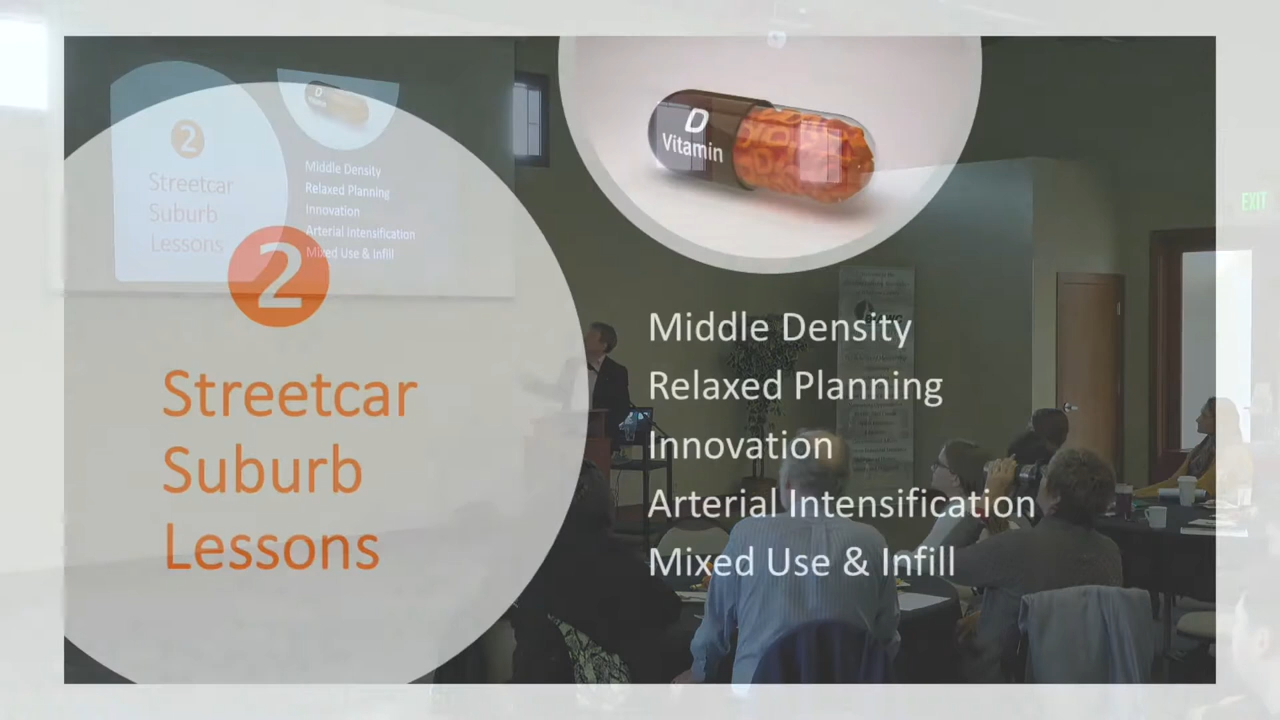 2
Streetcar
Suburb
Lessons
D
Vitamin
Middle Density
Relaxed Planning
Innovation
Arterial Intensification
Mixed Use & Infill
D
2
Streetcar
Suburb
Lessons
Middle Density
Relaxed Planning
Innovation
Arterial Intensification
Mixed Use & Infill
EXIT